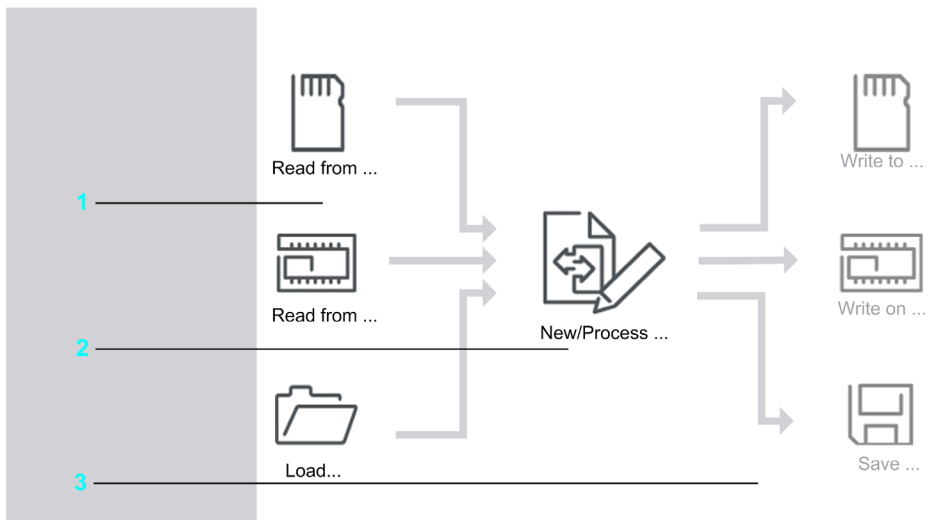 Read from ...
Write to ...
1
Read from ...
Write on ...
New/Process ...
2
Load...
Save ...
3